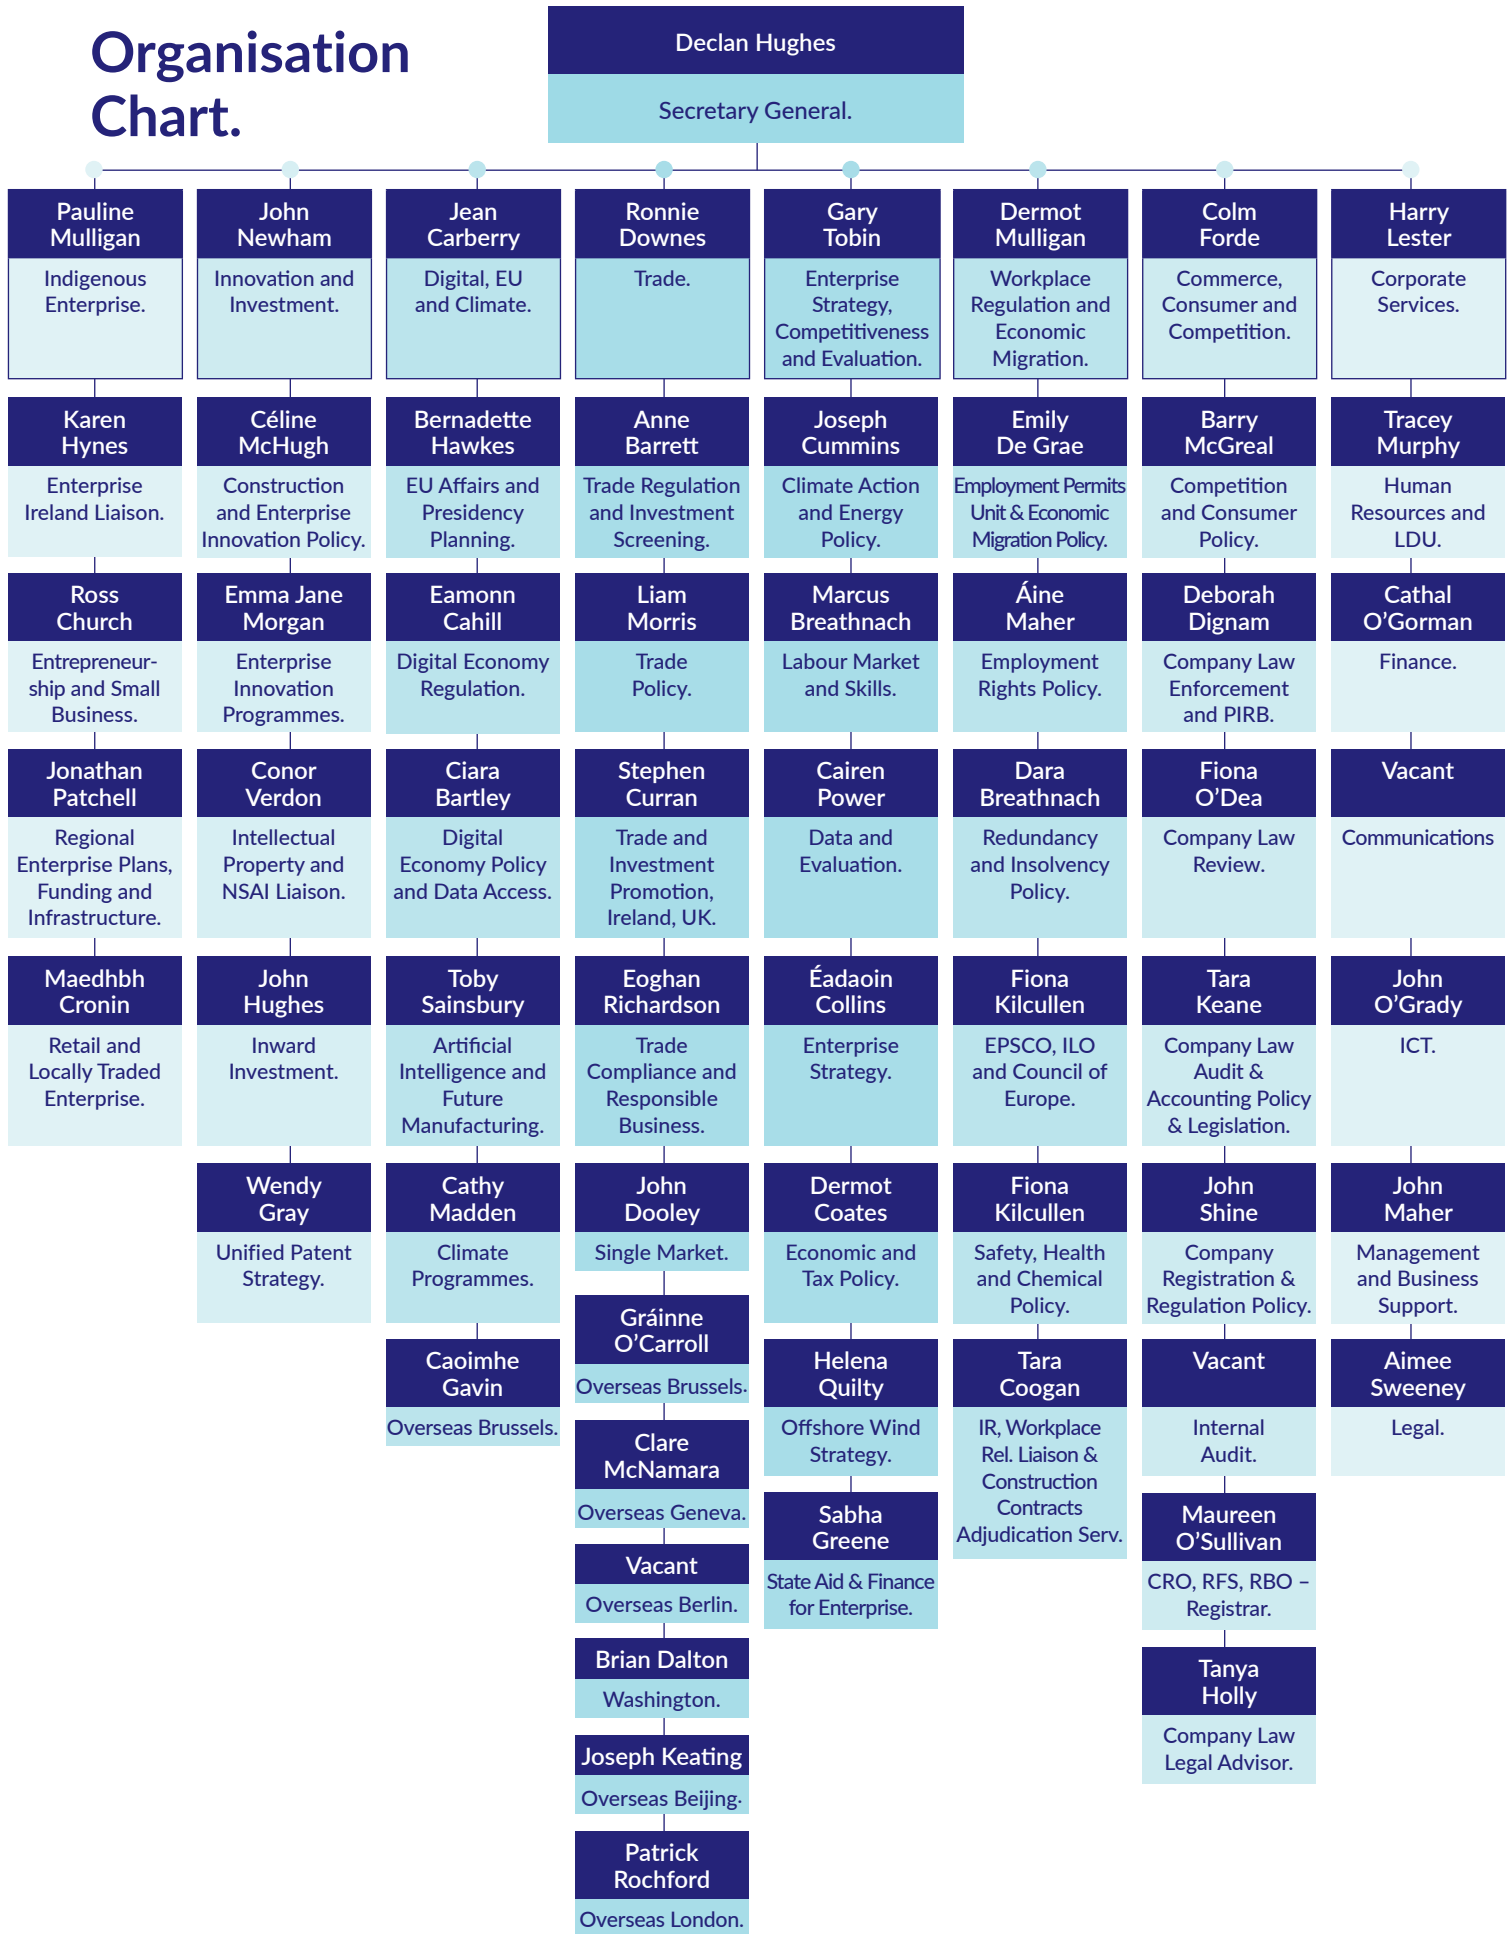 Organisation
Chart.
Declan Hughes
Secretary General.
Pauline
Mulligan
Indigenous
Enterprise.
Karen
Hynes
Enterprise
Ireland Liaison.
Ross
Church
Entrepreneur-
ship and Small
Business.
Jonathan
Patchell
Regional
Enterprise Plans,
Funding and
Infrastructure.
Maedhbh
Cronin
Retail and
Locally Traded
Enterprise.
John
Newham
Innovation and
Investment.
Céline
McHugh
Construction
and Enterprise
Innovation Policy.
Emma Jane
Morgan
Enterprise
Innovation
Programmes.
Conor
Verdon
Intellectual
Property and
NSAI Liaison.
John
Hughes
Inward
Investment.
Wendy
Gray
Unified Patent
Strategy.
Jean
Carberry
Digital, EU
and Climate.
Bernadette
Hawkes
EU Affairs and
Presidency
Planning.
Eamonn
Cahill
Digital Economy
Regulation.
Ciara
Bartley
Digital
Economy Policy
and Data Access.
Toby
Sainsbury
Artificial
Intelligence and
Future
Manufacturing.
Cathy
Madden
Climate
Programmes.
Caoimhe
Gavin
Overseas Brussels.
Ronnie
Downes
Trade.
Anne
Barrett
Trade Regulation
and Investment
Screening.
Liam
Morris
Trade
Policy.
Stephen
Curran
Trade and
Investment
Promotion,
Ireland, UK.
Eoghan
Richardson
Trade
Compliance and
Responsible
Business.
John
Dooley
Single Market.
Gráinne
O'Carroll
Overseas Brussels.
Clare
McNamara
Overseas Geneva.
Vacant
Overseas Berlin.
Brian Dalton
Washington.
Joseph Keating
Overseas Beijing.
Patrick
Rochford
Overseas London.
Gary
Tobin
Enterprise
Strategy,
Competitiveness
and Evaluation.
Joseph
Cummins
Climate Action
and Energy
Policy.
Marcus
Breathnach
Labour Market
and Skills.
Cairen
Power
Data and
Evaluation.
Éadaoin
Collins
Enterprise
Strategy.
Dermot
Coates
Economic and
Tax Policy.
Helena
Quilty
Offshore Wind
Strategy.
Sabha
Greene
State Aid & Finance
for Enterprise.
Dermot
Mulligan
Workplace
Regulation and
Economic
Migration.
Emily
De Grae
Employment Permits
Unit & Economic
Migration Policy.
Áine
Maher
Employment
Rights Policy.
Dara
Breathnach
Redundancy
and Insolvency
Policy.
Fiona
Kilcullen
EPSCO, ILO
and Council of
Europe.
Fiona
Kilcullen
Safety, Health
and Chemical
Policy.
Tara
Coogan
IR, Workplace
Rel. Liaison &
Construction
Contracts
Adjudication Serv.
Colm
Forde
Commerce,
Consumer and
Competition.
Barry
McGreal
Competition
and Consumer
Policy.
Deborah
Dignam
Company Law
Enforcement
and PIRB.
Fiona
O'Dea
Company Law
Review.
Tara
Keane
Company Law
Audit &
Accounting Policy
& Legislation.
John
Shine
Company
Registration &
Regulation Policy.
Vacant
Internal
Audit.
Maureen
O'Sullivan
CRO, RFS, RBO –
Registrar.
Tanya
Holly
Company Law
Legal Advisor.
Harry
Lester
Corporate
Services.
Tracey
Murphy
Human
Resources and
LDU.
Cathal
O'Gorman
Finance.
Vacant
Communications
John
O'Grady
ICT.
John
Maher
Management
and Business
Support.
Aimee
Sweeney
Legal.